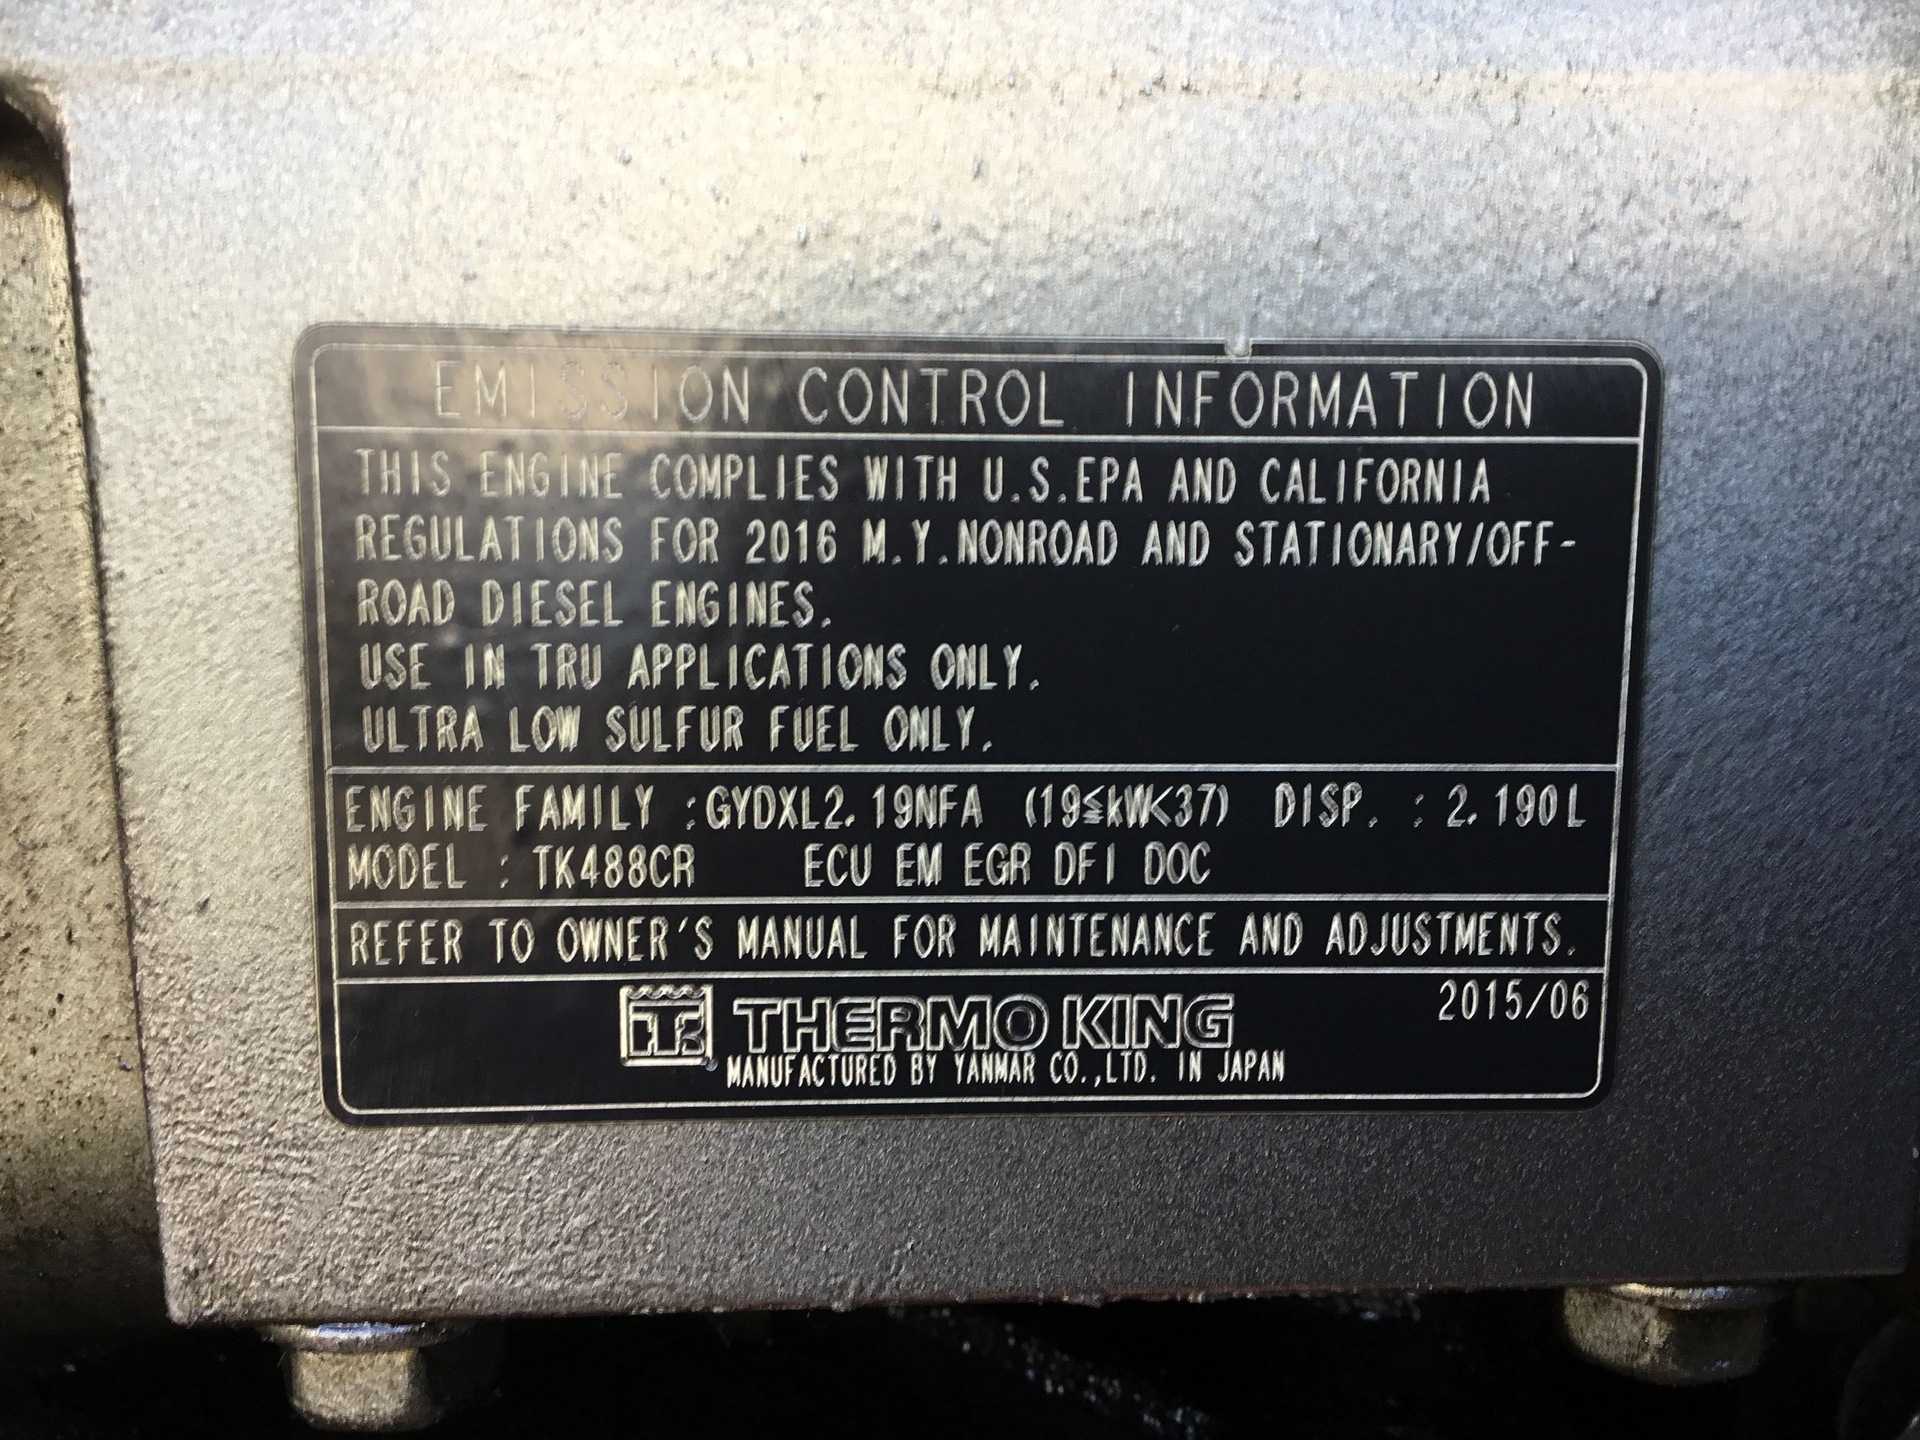 EMISSION CONTROL INFORMATION
THIS ENGINE COMPLIES WITH U.S.EPA AND CALIFORNIA
REGULATIONS FOR 2016 M.Y.NONROAD AND STATIONARY/OFF-
ROAD DIESEL ENGINES.
USE IN TRU APPLICATIONS ONLY.
ULTRA LOW SULFUR FUEL ONLY.
ENGINE FAMILY :GYDXL2.19NFA (19≦kW<37) DISP. : 2.190L
MODEL : TK488CR ECU EM EGR DFI DOC
REFER TO OWNER'S MANUAL FOR MAINTENANCE AND ADJUSTMENTS.
2015/06
TK THERMO KING
MANUFACTURED BY YANMAR CO.,LTD. IN JAPAN